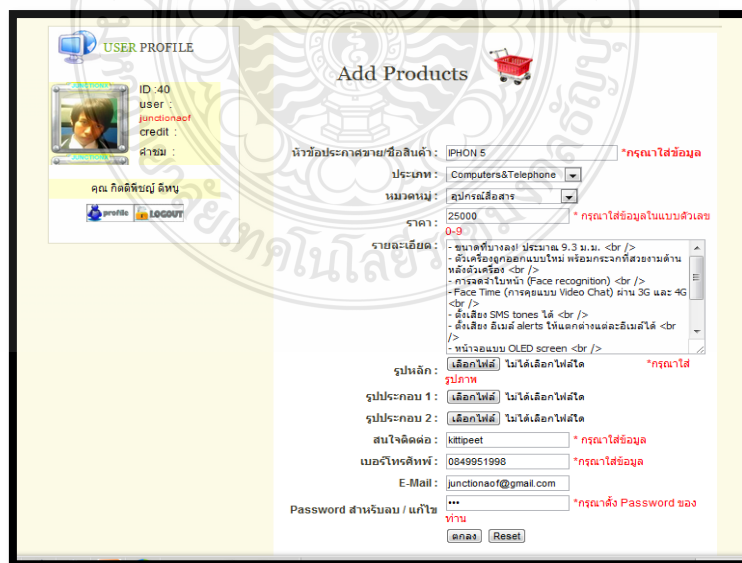 USER PROFILE
JUNCTION
ID :40
user :
junctionaof
credit :
คำชม :
คุณ กิตติพิชญ์ ดีหนู
profile LOGOUT
Add Products
หัวข้อประกาศขาย/ชื่อสินค้า : IPHON 5 *กรุณาใส่ข้อมูล
ประเภท : Computers&Telephone
หมวดหมู่ : อุปกรณ์สื่อสาร
ราคา : 25000 * กรุณาใส่ข้อมูลในแบบตัวเลข
0-9
รายละเอียด : - ขนาดที่บางลง! ประมาณ 9.3 ม.ม. <br />
- ตัวเครื่องถูกออกแบบใหม่ พร้อมกระจกที่สวยงามด้าน
หลังตัวเครื่อง <br />
- การจดจำใบหน้า (Face recognition) <br />
- Face Time (การคุยแบบ Video Chat) ผ่าน 3G และ 4G
<br />
- ตั้งเสียง SMS tones ได้ <br />
- ตั้งเสียง อีเมล์ alerts ให้แตกต่างแต่ละอีเมล์ได้ <br
/>
- หน้าจอแบบ OLED screen <br />
รูปหลัก : เลือกไฟล์ ไม่ได้เลือกไฟล์ใด *กรุณาใส่
รูปภาพ
รูปประกอบ 1 : เลือกไฟล์ ไม่ได้เลือกไฟล์ใด
รูปประกอบ 2 : เลือกไฟล์ ไม่ได้เลือกไฟล์ใด
สนใจติดต่อ : kittipeet * กรุณาใส่ข้อมูล
เบอร์โทรศัพท์ : 0849951998 *กรุณาใส่ข้อมูล
E-Mail : junctionaof@gmail.com
Password สำหรับลบ / แก้ไข ••• *กรุณาตั้ง Password ของ
ท่าน
ตกลง Reset